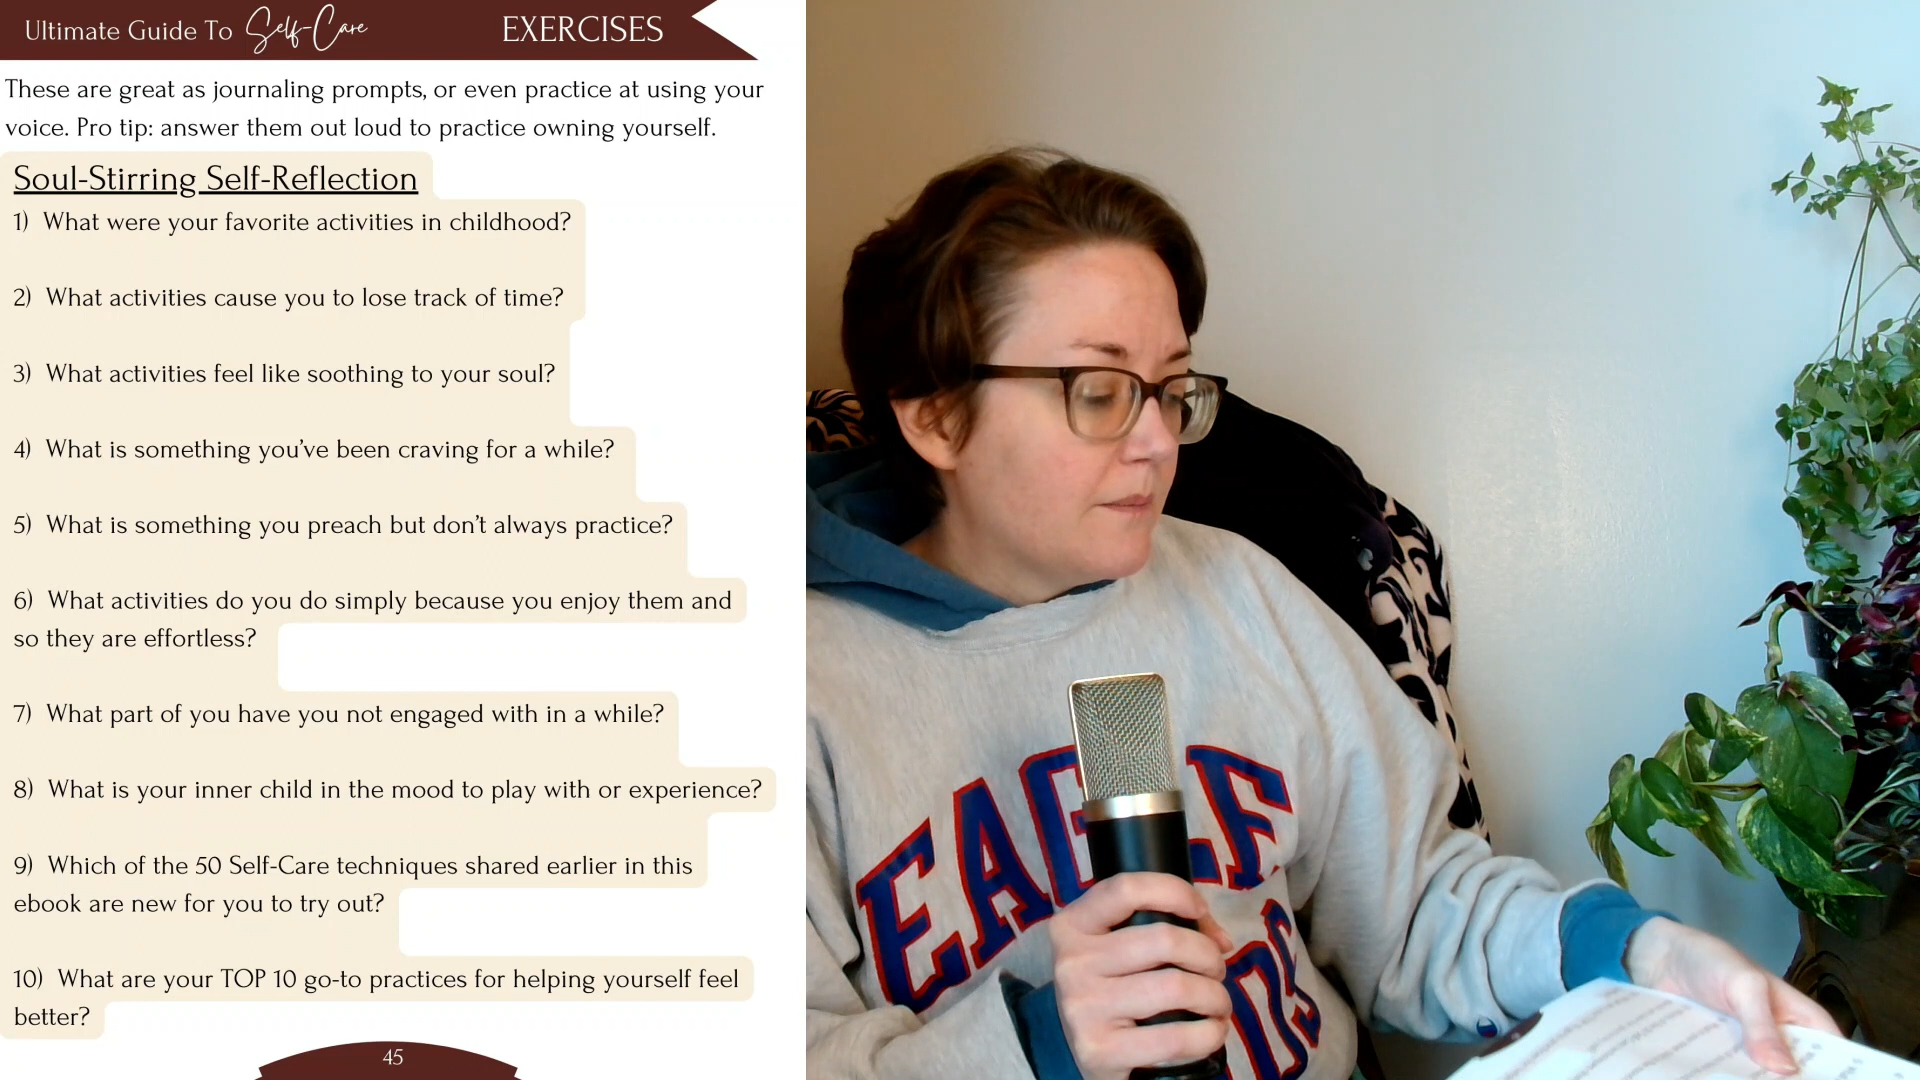 Ultimate Guide To Self-Care
EXERCISES
These are great as journaling prompts, or even practice at using your
voice. Pro tip: answer them out loud to practice owning yourself.
Soul-Stirring Self-Reflection
1) What were your favorite activities in childhood?
2) What activities cause you to lose track of time?
3) What activities feel like soothing to your soul?
4) What is something you’ve been craving for a while?
5) What is something you preach but don’t always practice?
6) What activities do you do simply because you enjoy them and
so they are effortless?
7) What part of you have you not engaged with in a while?
8) What is your inner child in the mood to play with or experience?
9) Which of the 50 Self-Care techniques shared earlier in this
ebook are new for you to try out?
10) What are your TOP 10 go-to practices for helping yourself feel
better?
45